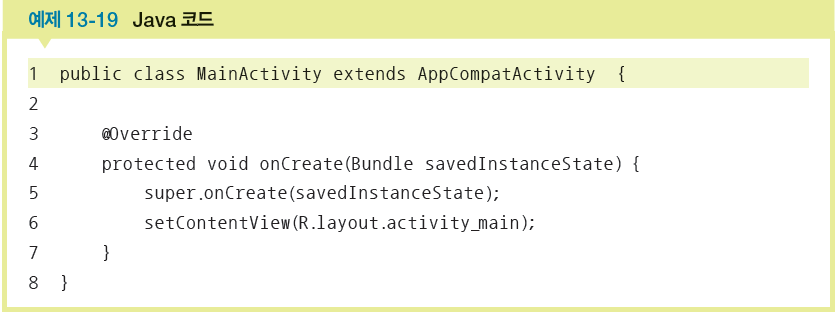 예제 13-19 Java 코드
1 public class MainActivity extends AppCompatActivity {
2
3 @Override
4 protected void onCreate(Bundle savedInstanceState) {
5 super.onCreate(savedInstanceState);
6 setContentView(R.layout.activity_main);
7 }
8 }